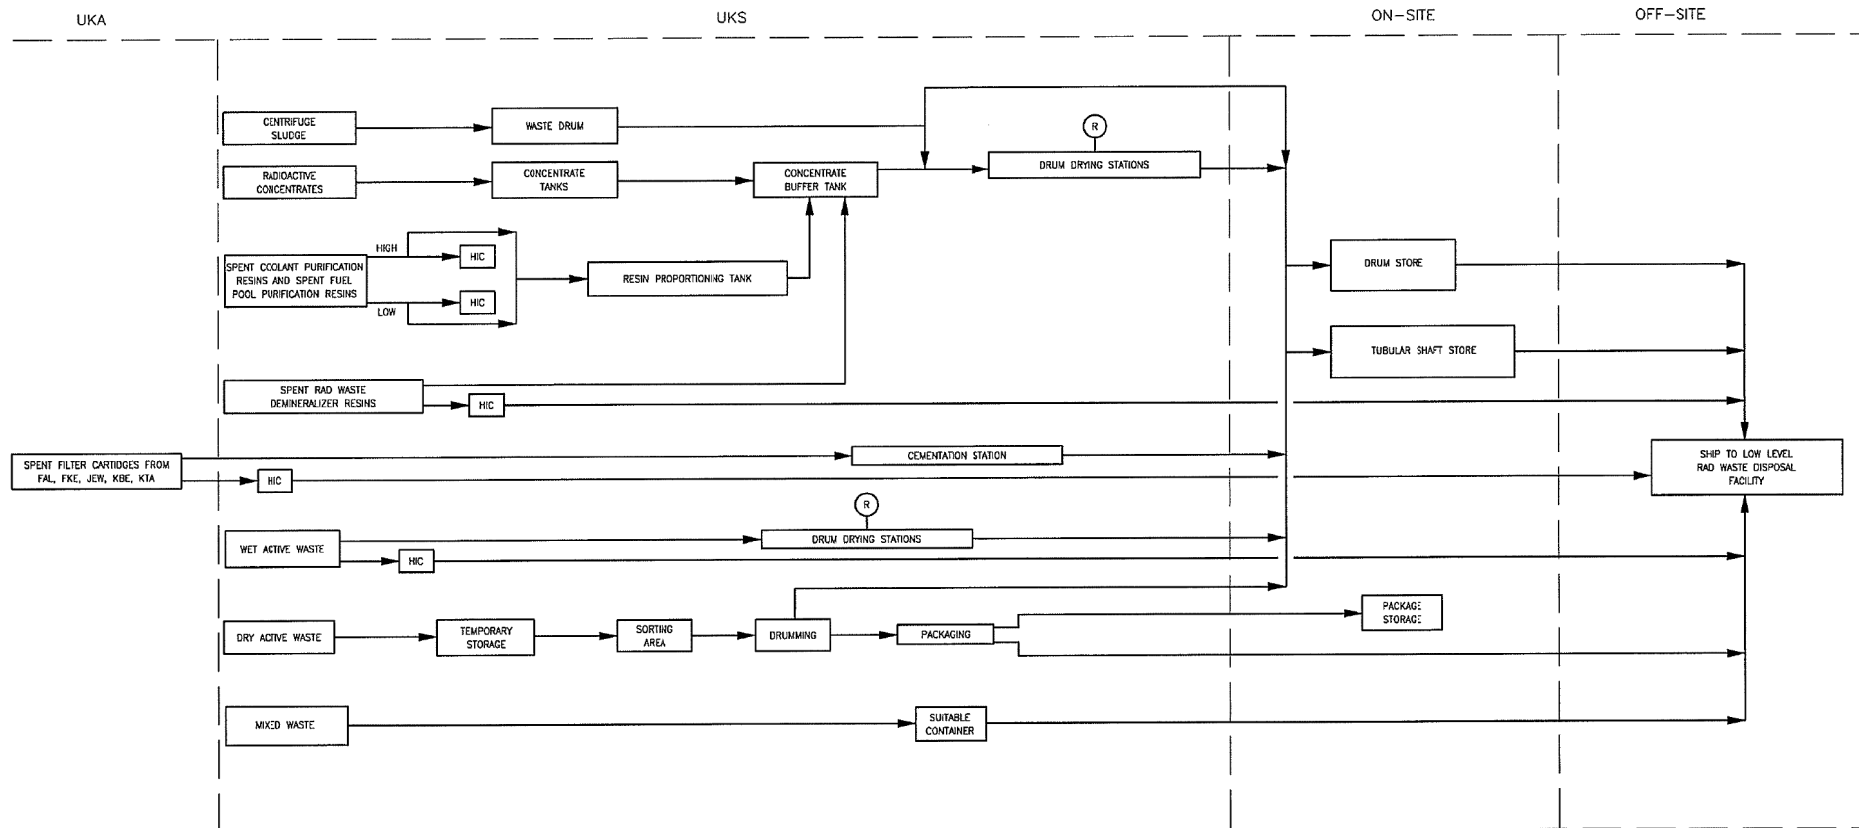 UKA
UKS
ON-SITE
OFF-SITE
CENTRIFUGE
SLUDGE
WASTE DRUM
R
DRUM DRYING STATIONS
RADIOACTIVE
CONCENTRATES
CONCENTRATE
TANKS
CONCENTRATE
BUFFER TANK
SPENT COOLANT PURIFICATION
RESINS AND SPENT FUEL
POOL PURIFICATION RESINS
HIGH
HIC
HIC
LOW
RESIN PROPORTIONING TANK
DRUM STORE
TUBULAR SHAFT STORE
SPENT RAD WASTE
DEMINERALIZER RESINS
HIC
SPENT FILTER CARTIDGES FROM
FAL, FKE, JEW, KBE, KTA
HIC
CEMENTATION STATION
SHIP TO LOW LEVEL
RAD WASTE DISPOSAL
FACILITY
WET ACTIVE WASTE
HIC
R
DRUM DRYING STATIONS
DRY ACTIVE WASTE
TEMPORARY
STORAGE
SORTING
AREA
DRUMMING
PACKAGING
PACKAGE
STORAGE
MIXED WASTE
SUITABLE
CONTAINER